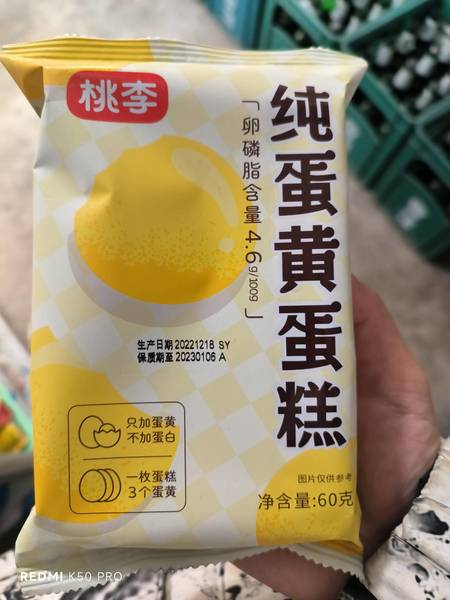 桃李
纯蛋黄蛋糕
「卵磷脂含量4.6g/100g」
生产日期 20221218 SY
保质期至 20230106 A
只加蛋黄
不加蛋白
一枚蛋糕
3个蛋黄
图片仅供参考
净含量:60克
REDMI K50 PRO